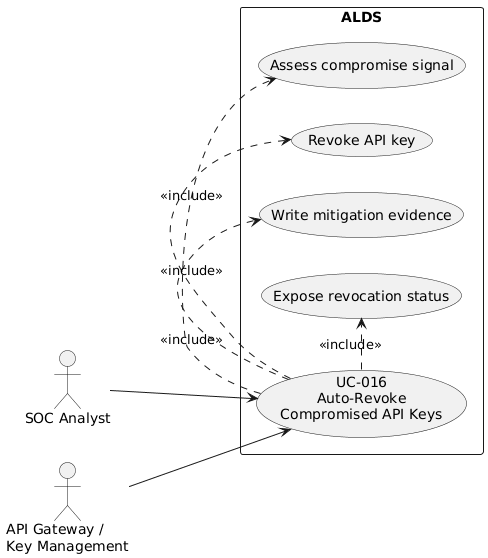 ALDS
Assess compromise signal
Revoke API key
«include»
Write mitigation evidence
«include»
Expose revocation status
«include»
«include»
UC-016
Auto-Revoke
Compromised API Keys
SOC Analyst
API Gateway /
Key Management